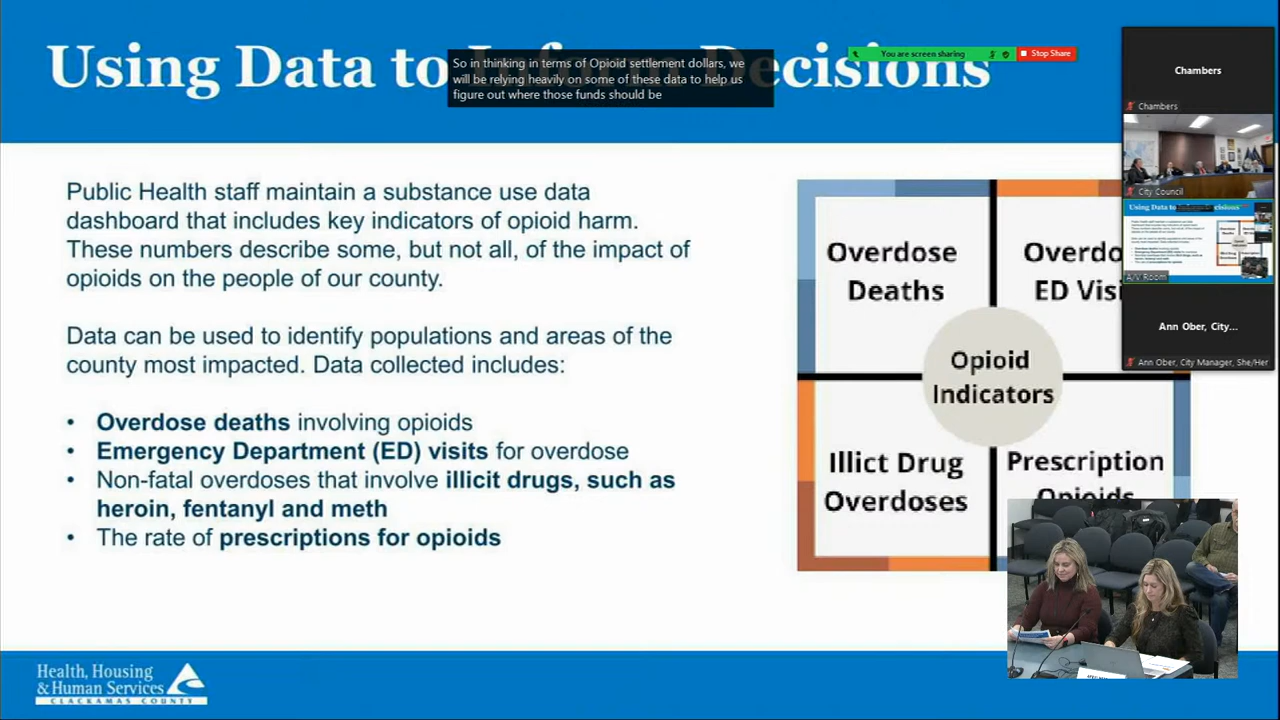 Using Data to Inform Decisions
So in thinking in terms of Opioid settlement dollars, we
will be relying heavily on some of these data to help us
figure out where those funds should be
You are screen sharing
Stop Share
Chambers
Chambers
City Council
Using Data to Decisions
A/V Room
Ann Ober, City...
Ann Ober, City Manager, She/Her
Public Health staff maintain a substance use data
dashboard that includes key indicators of opioid harm.
These numbers describe some, but not all, of the impact of
opioids on the people of our county.
Data can be used to identify populations and areas of the
county most impacted. Data collected includes:
• Overdose deaths involving opioids
• Emergency Department (ED) visits for overdose
• Non-fatal overdoses that involve illicit drugs, such as
heroin, fentanyl and meth
• The rate of prescriptions for opioids
Overdose
Deaths
Overdo
ED Visi
Opioid
Indicators
Illict Drug
Overdoses
Prescription
Opioids
Health, Housing
& Human Services
CLACKAMAS COUNTY